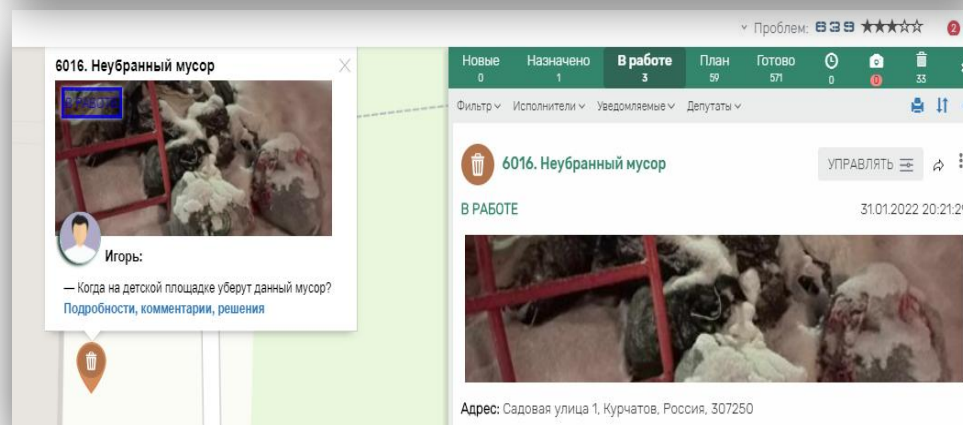 Проблем: 639 ★★★☆☆ 2
6016. Неубранный мусор X
В РАБОТЕ
Игорь:
— Когда на детской площадке уберут данный мусор?
Подробности, комментарии, решения
Новые Назначено В работе План Готово
0 1 3 59 571 0 0 33
Фильтр Исполнители Уведомляемые Депутаты
6016. Неубранный мусор УПРАВЛЯТЬ
В РАБОТЕ 31.01.2022 20:21:29
Адрес: Садовая улица 1, Курчатов, Россия, 307250